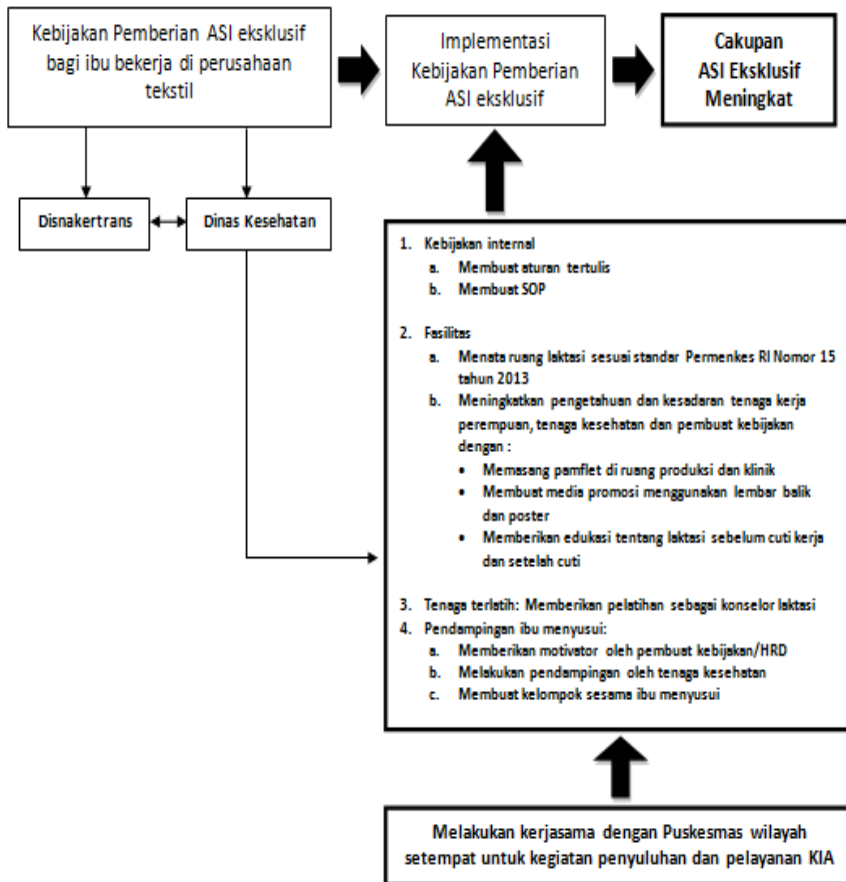 Kebijakan Pemberian ASI eksklusif
bagi ibu bekerja di perusahaan
tekstil
Implementasi
Kebijakan Pemberian
ASI eksklusif
Cakupan
ASI Eksklusif
Meningkat
Disnakertrans
Dinas Kesehatan
1. Kebijakan internal
a. Membuat aturan tertulis
b. Membuat SOP
2. Fasilitas
a. Menata ruang laktasi sesuai standar Permenkes RI Nomor 15
tahun 2013
b. Meningkatkan pengetahuan dan kesadaran tenaga kerja
perempuan, tenaga kesehatan dan pembuat kebijakan
dengan :
• Memasang pamflet di ruang produksi dan klinik
• Membuat media promosi menggunakan lembar balik
dan poster
• Memberikan edukasi tentang laktasi sebelum cuti kerja
dan setelah cuti
3. Tenaga terlatih: Memberikan pelatihan sebagai konselor laktasi
4. Pendampingan ibu menyusui:
a. Memberikan motivator oleh pembuat kebijakan/HRD
b. Melakukan pendampingan oleh tenaga kesehatan
c. Membuat kelompok sesama ibu menyusui
Melakukan kerjasama dengan Puskesmas wilayah
setempat untuk kegiatan penyuluhan dan pelayanan KIA